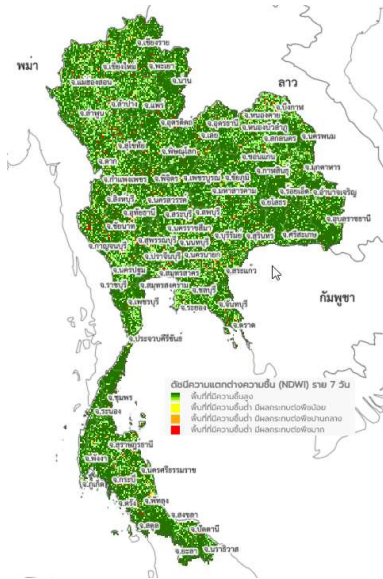 จ.เชียงราย
พม่า
จ.เชียงใหม่
จ.พะเยา
จ.แม่ฮ่องสอน
จ.น่าน
ลาว
จ.ลำปาง
จ.แพร่
จ.ลำพูน
จ.อุตรดิตถ์
จ.อุดรธานี
จ.บึงกาฬ
จ.หนองคาย
จ.หนองบัวลำภู
จ.เลย
จ.สกลนคร
จ.นครพนม
จ.สุโขทัย
จ.พิษณุโลก
จ.ขอนแก่น
จ.ตาก
จ.กาฬสินธุ์
จ.มุกดาหาร
จ.กำแพงเพชร
จ.พิจิตร
จ.เพชรบูรณ์
จ.ชัยภูมิ
จ.มหาสารคาม
จ.ร้อยเอ็ด
จ.อำนาจเจริญ
จ.สิงห์บุรี
จ.นครสวรรค์
จ.ยโสธร
จ.อุทัยธานี
จ.สระบุรี
จ.ลพบุรี
จ.อุบลราชธานี
จ.ชัยนาท
จ.นครราชสีมา
จ.บุรีรัมย์
จ.สุรินทร์
จ.ศรีสะเกษ
จ.กาญจนบุรี
จ.สุพรรณบุรี
จ.นนทบุรี
จ.ปราจีนบุรี
จ.นครนายก
จ.นครปฐม
จ.สมุทรสาคร
จ.สระแก้ว
จ.ราชบุรี
จ.สมุทรสงคราม
จ.ชลบุรี
จ.เพชรบุรี
จ.ระยอง
จ.จันทบุรี
กัมพูชา
จ.ตราด
จ.ประจวบคีรีขันธ์
ดัชนีความแตกต่างความชื้น (NDWI) ราย 7 วัน
พื้นที่ที่มีความชื้นสูง
พื้นที่ที่มีความชื้นต่ำ มีผลกระทบต่อพืชน้อย
พื้นที่ที่มีความชื้นต่ำ มีผลกระทบต่อพืชปานกลาง
พื้นที่ที่มีความชื้นต่ำ มีผลกระทบต่อพืชมาก
จ.ชุมพร
จ.ระนอง
จ.สุราษฎร์ธานี
จ.พังงา
จ.นครศรีธรรมราช
จ.ภูเก็ต
จ.กระบี่
จ.ตรัง
จ.พัทลุง
จ.สงขลา
จ.สตูล
จ.ปัตตานี
จ.ยะลา
จ.นราธิวาส